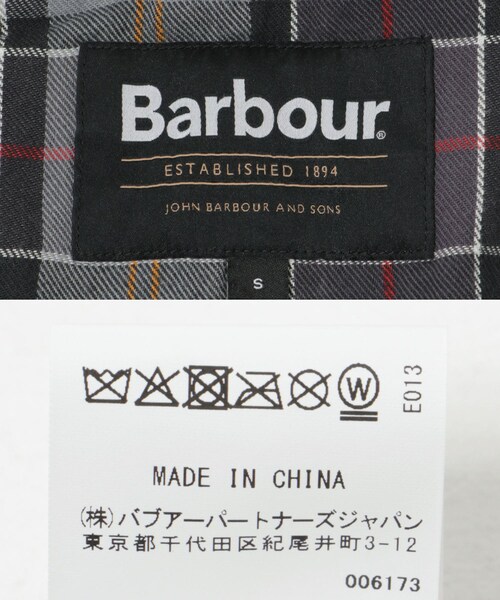 Barbour®
ESTABLISHED 1894
JOHN BARBOUR AND SONS
S
W
E013
MADE IN CHINA
(株)バブアーパートナーズジャパン
東京都千代田区紀尾井町3-12
006173